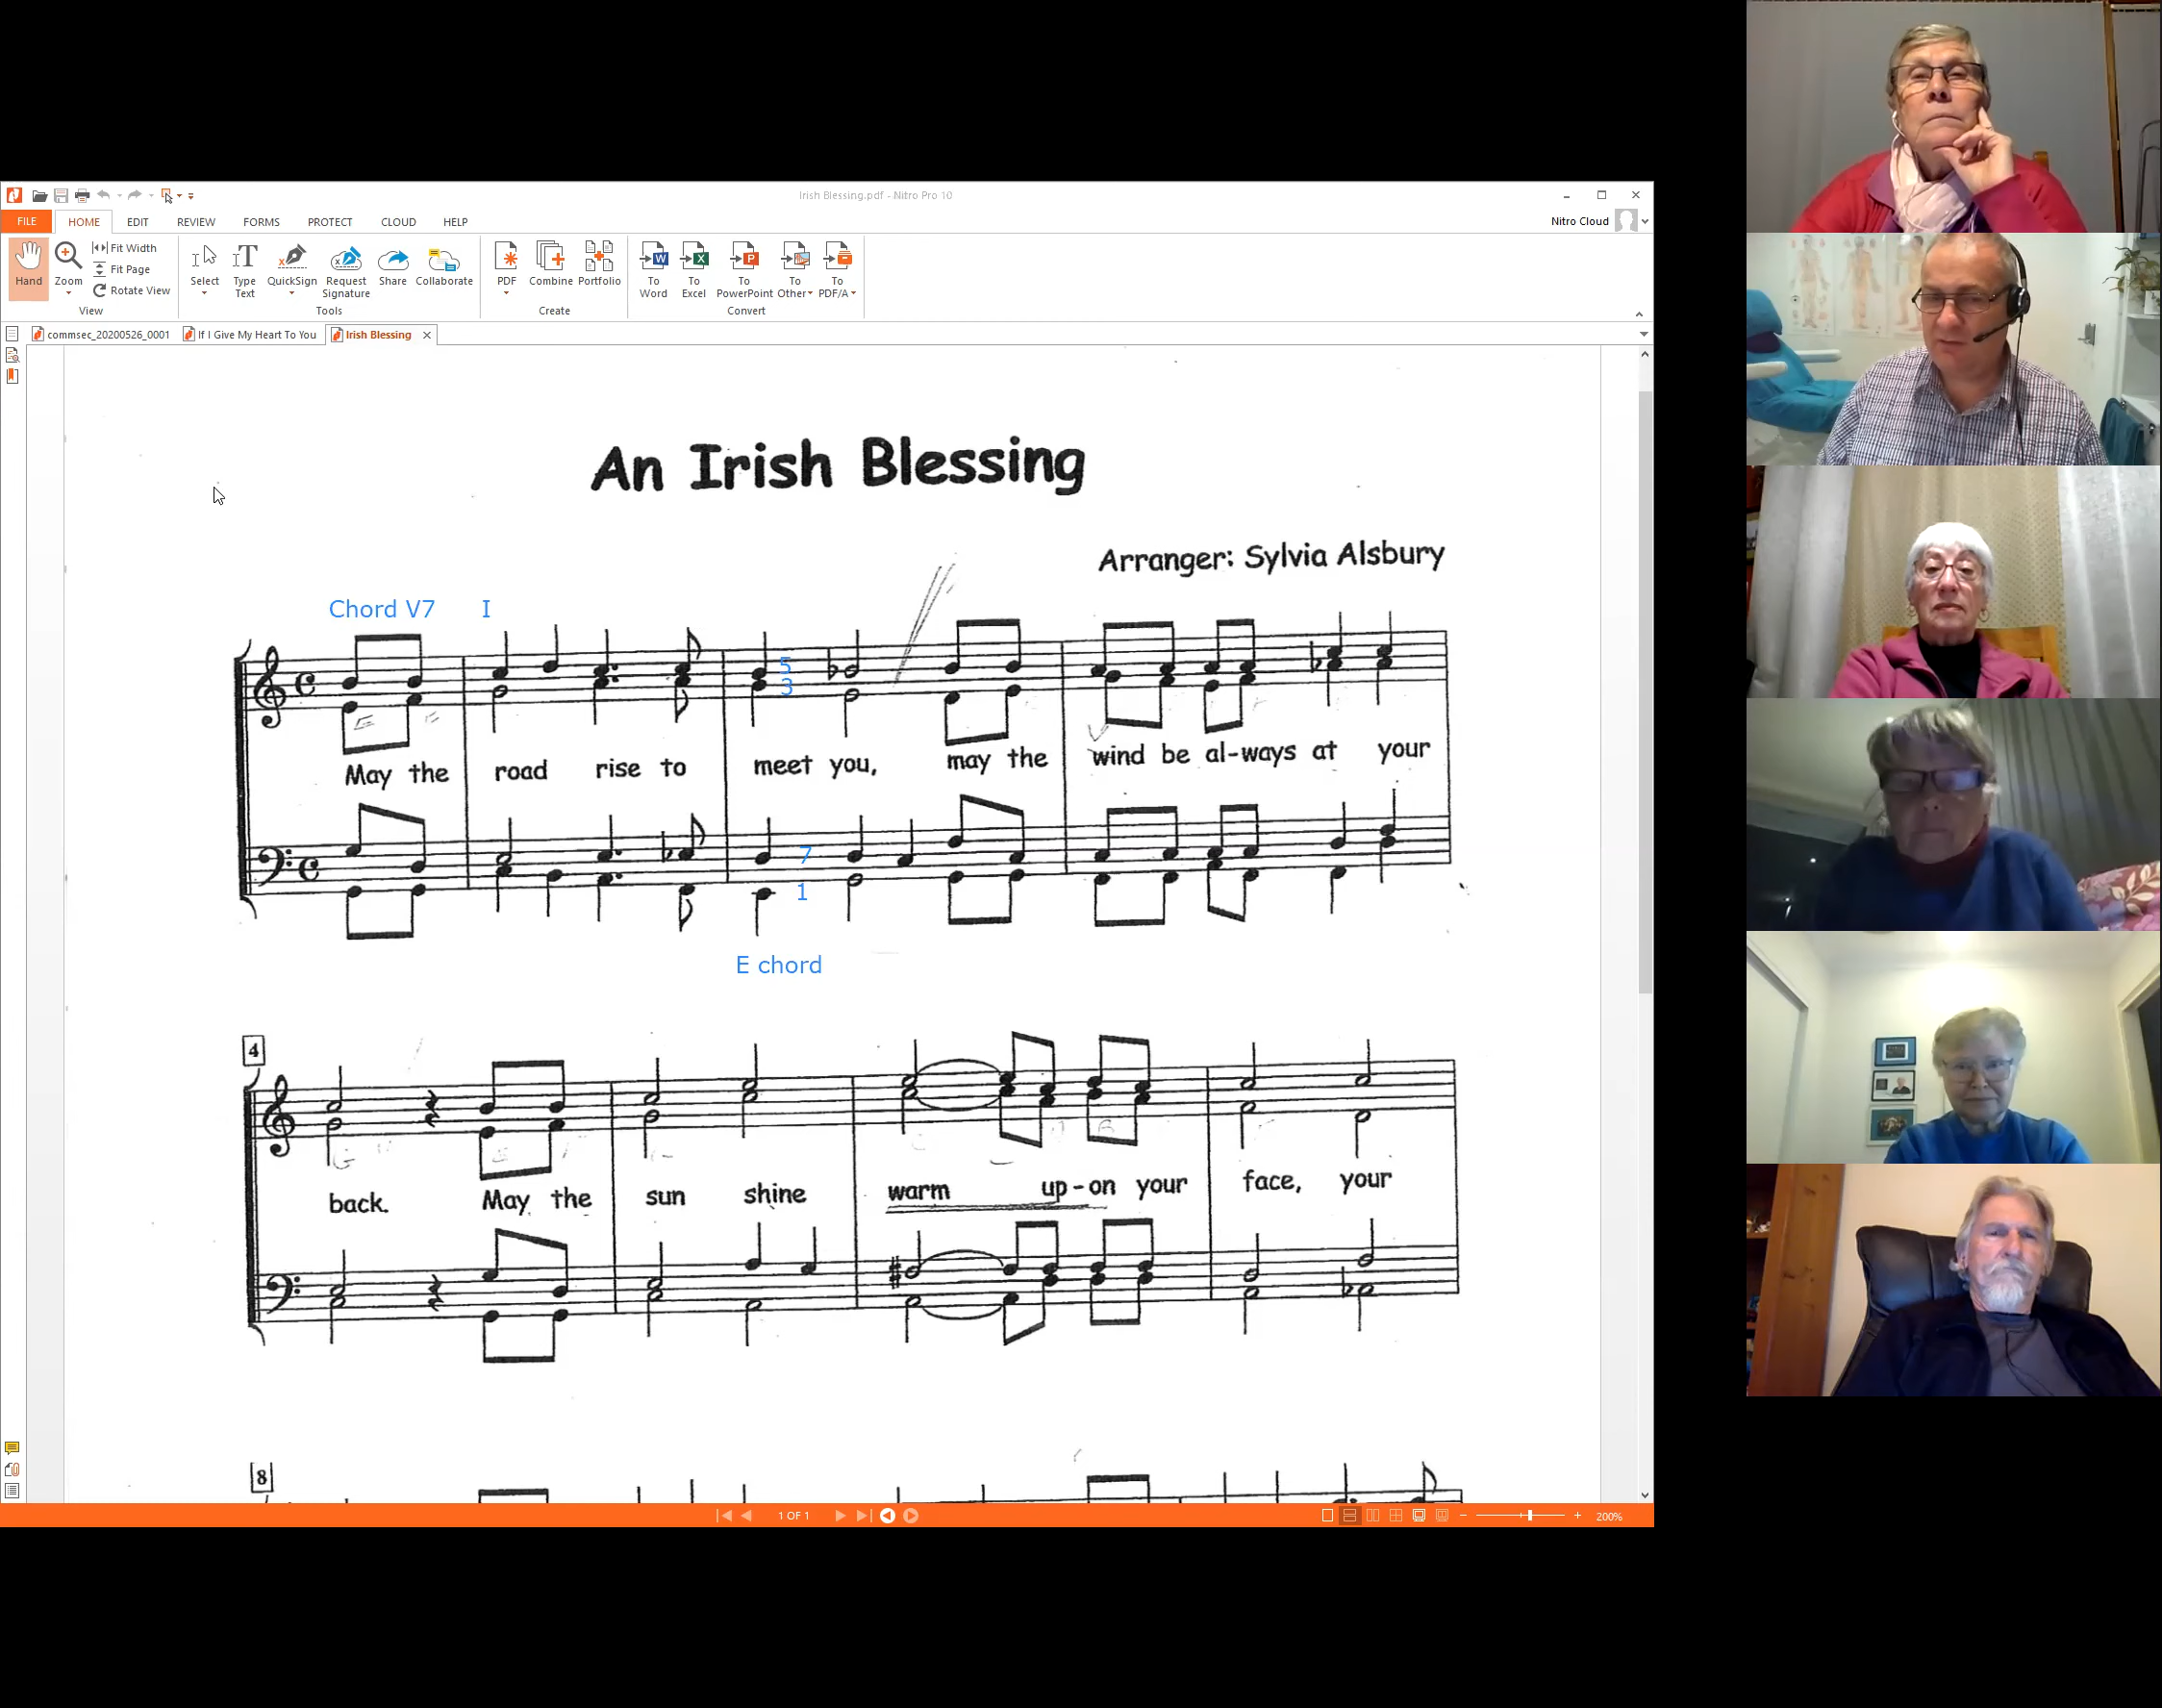 Irish Blessing.pdf - Nitro Pro 10
FILE HOME EDIT REVIEW FORMS PROTECT CLOUD HELP
Nitro Cloud
Hand
Zoom
Fit Width
Fit Page
Rotate View
View
Select
Type Text
QuickSign
Request Signature
Share
Collaborate
Tools
PDF
Combine
Portfolio
Create
To Word
To Excel
To PowerPoint
To Other
To PDF/A
Convert
commsec_20200526_0001
If I Give My Heart To You
Irish Blessing
An Irish Blessing
Arranger: Sylvia Alsbury
Chord V7 I
5
3
May the road rise to meet you, may the wind be al-ways at your
7
1
E chord
4
back. May the sun shine warm up-on your face, your
8
1 OF 1
200%